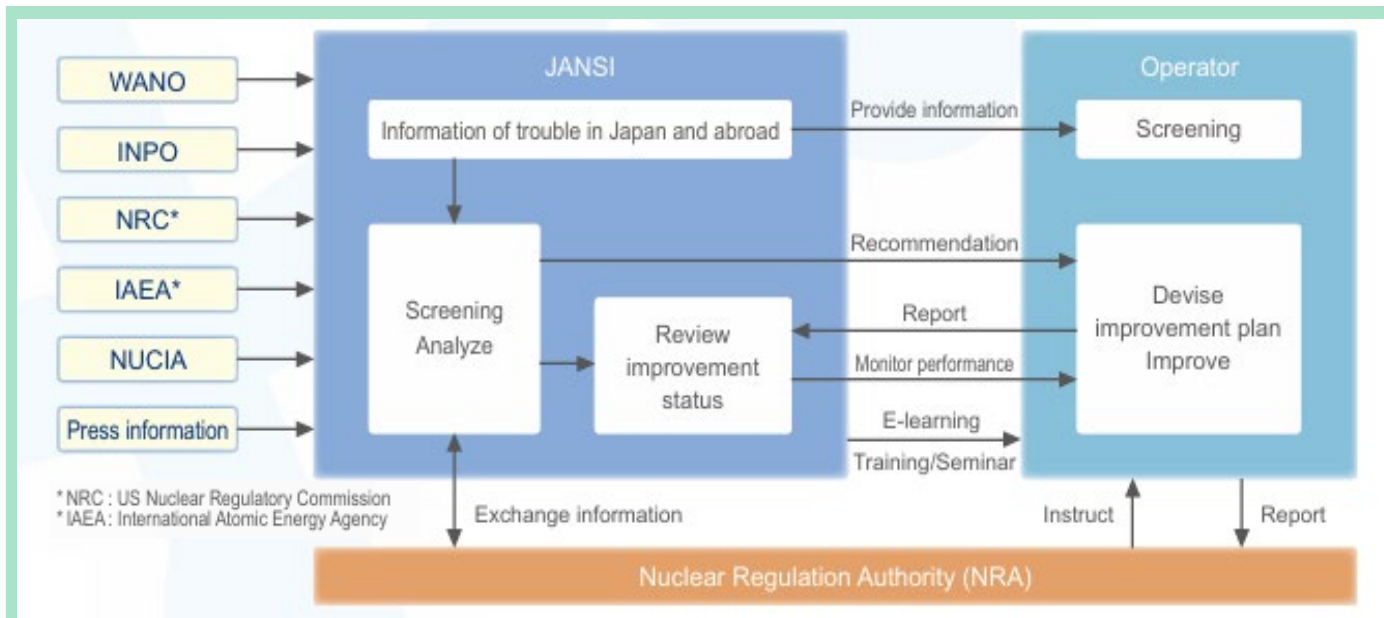 WANO
INPO
NRC*
IAEA*
NUCIA
Press information
* NRC : US Nuclear Regulatory Commission
* IAEA : International Atomic Energy Agency
JANSI
Information of trouble in Japan and abroad
Screening
Analyze
Review
improvement
status
Exchange information
Provide information
Recommendation
Report
Monitor performance
E-learning
Training/Seminar
Operator
Screening
Devise
improvement plan
Improve
Instruct
Report
Nuclear Regulation Authority (NRA)